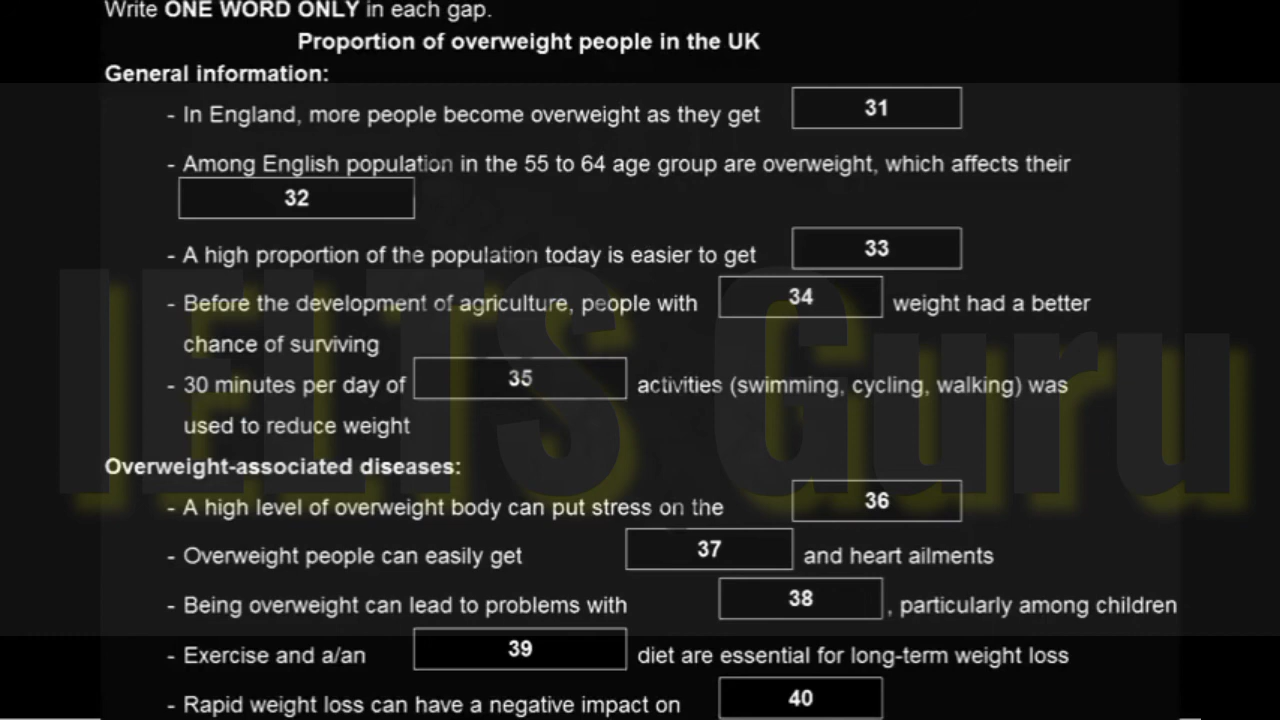 Write ONE WORD ONLY in each gap.
Proportion of overweight people in the UK
General information:
- In England, more people become overweight as they get 31
- Among English population in the 55 to 64 age group are overweight, which affects their
32
- A high proportion of the population today is easier to get 33
- Before the development of agriculture, people with 34 weight had a better
chance of surviving
- 30 minutes per day of 35 activities (swimming, cycling, walking) was
used to reduce weight
Overweight-associated diseases:
- A high level of overweight body can put stress on the 36
- Overweight people can easily get 37 and heart ailments
- Being overweight can lead to problems with 38 , particularly among children
- Exercise and a/an 39 diet are essential for long-term weight loss
- Rapid weight loss can have a negative impact on 40
IELTS Guru